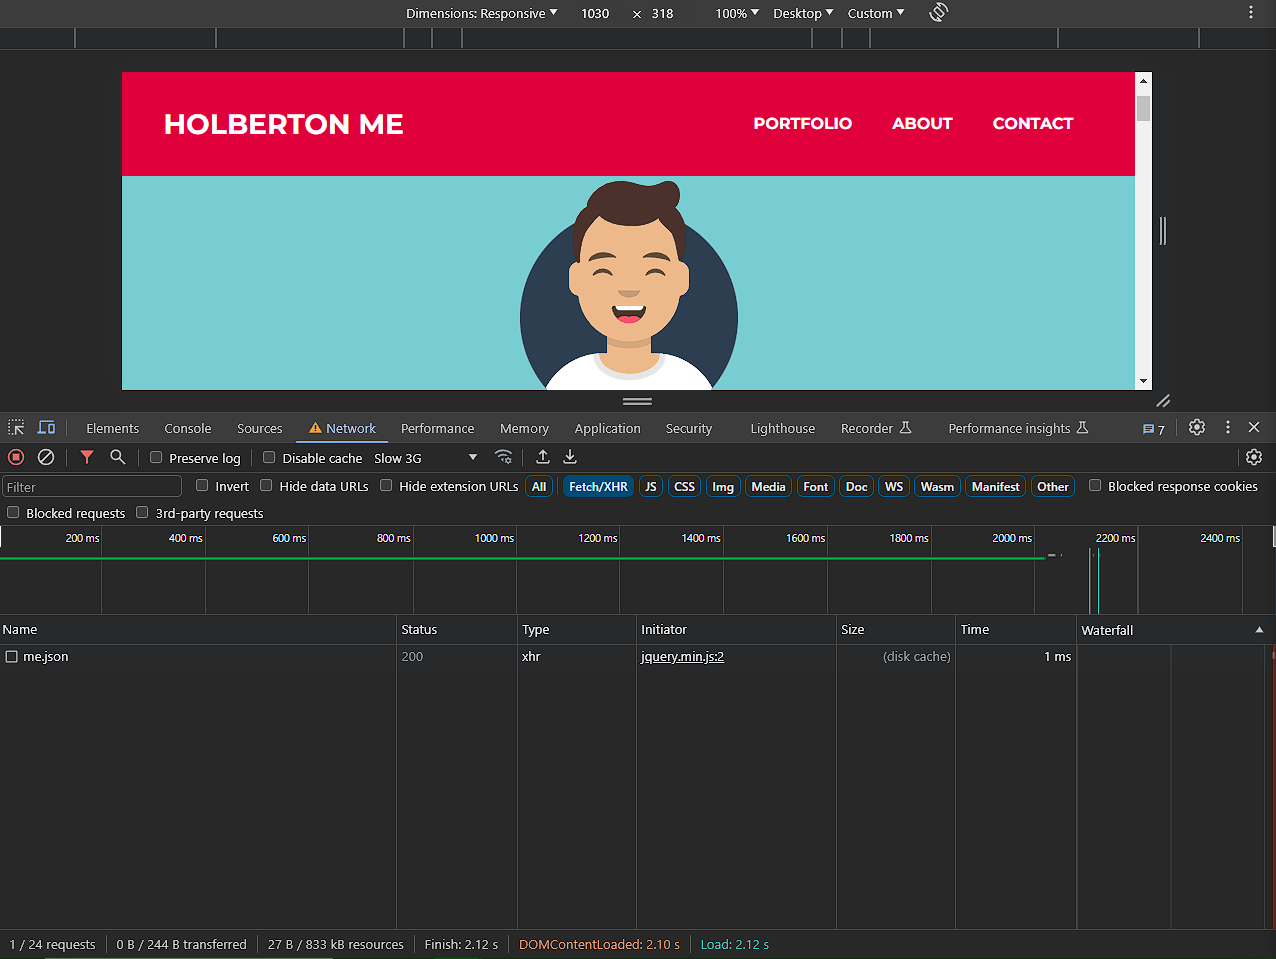 Dimensions: Responsive 1030 × 318 100% Desktop Custom
HOLBERTON ME PORTFOLIO ABOUT CONTACT
Elements Console Sources Network Performance Memory Application Security Lighthouse Recorder Performance insights 7
Preserve log Disable cache Slow 3G
Filter Invert Hide data URLs Hide extension URLs All Fetch/XHR JS CSS Img Media Font Doc WS Wasm Manifest Other Blocked response cookies
Blocked requests 3rd-party requests
200 ms 400 ms 600 ms 800 ms 1000 ms 1200 ms 1400 ms 1600 ms 1800 ms 2000 ms 2200 ms 2400 ms
Name Status Type Initiator Size Time Waterfall
me.json 200 xhr jquery.min.js:2 (disk cache) 1 ms
1 / 24 requests 0 B / 244 B transferred 27 B / 833 kB resources Finish: 2.12 s DOMContentLoaded: 2.10 s Load: 2.12 s